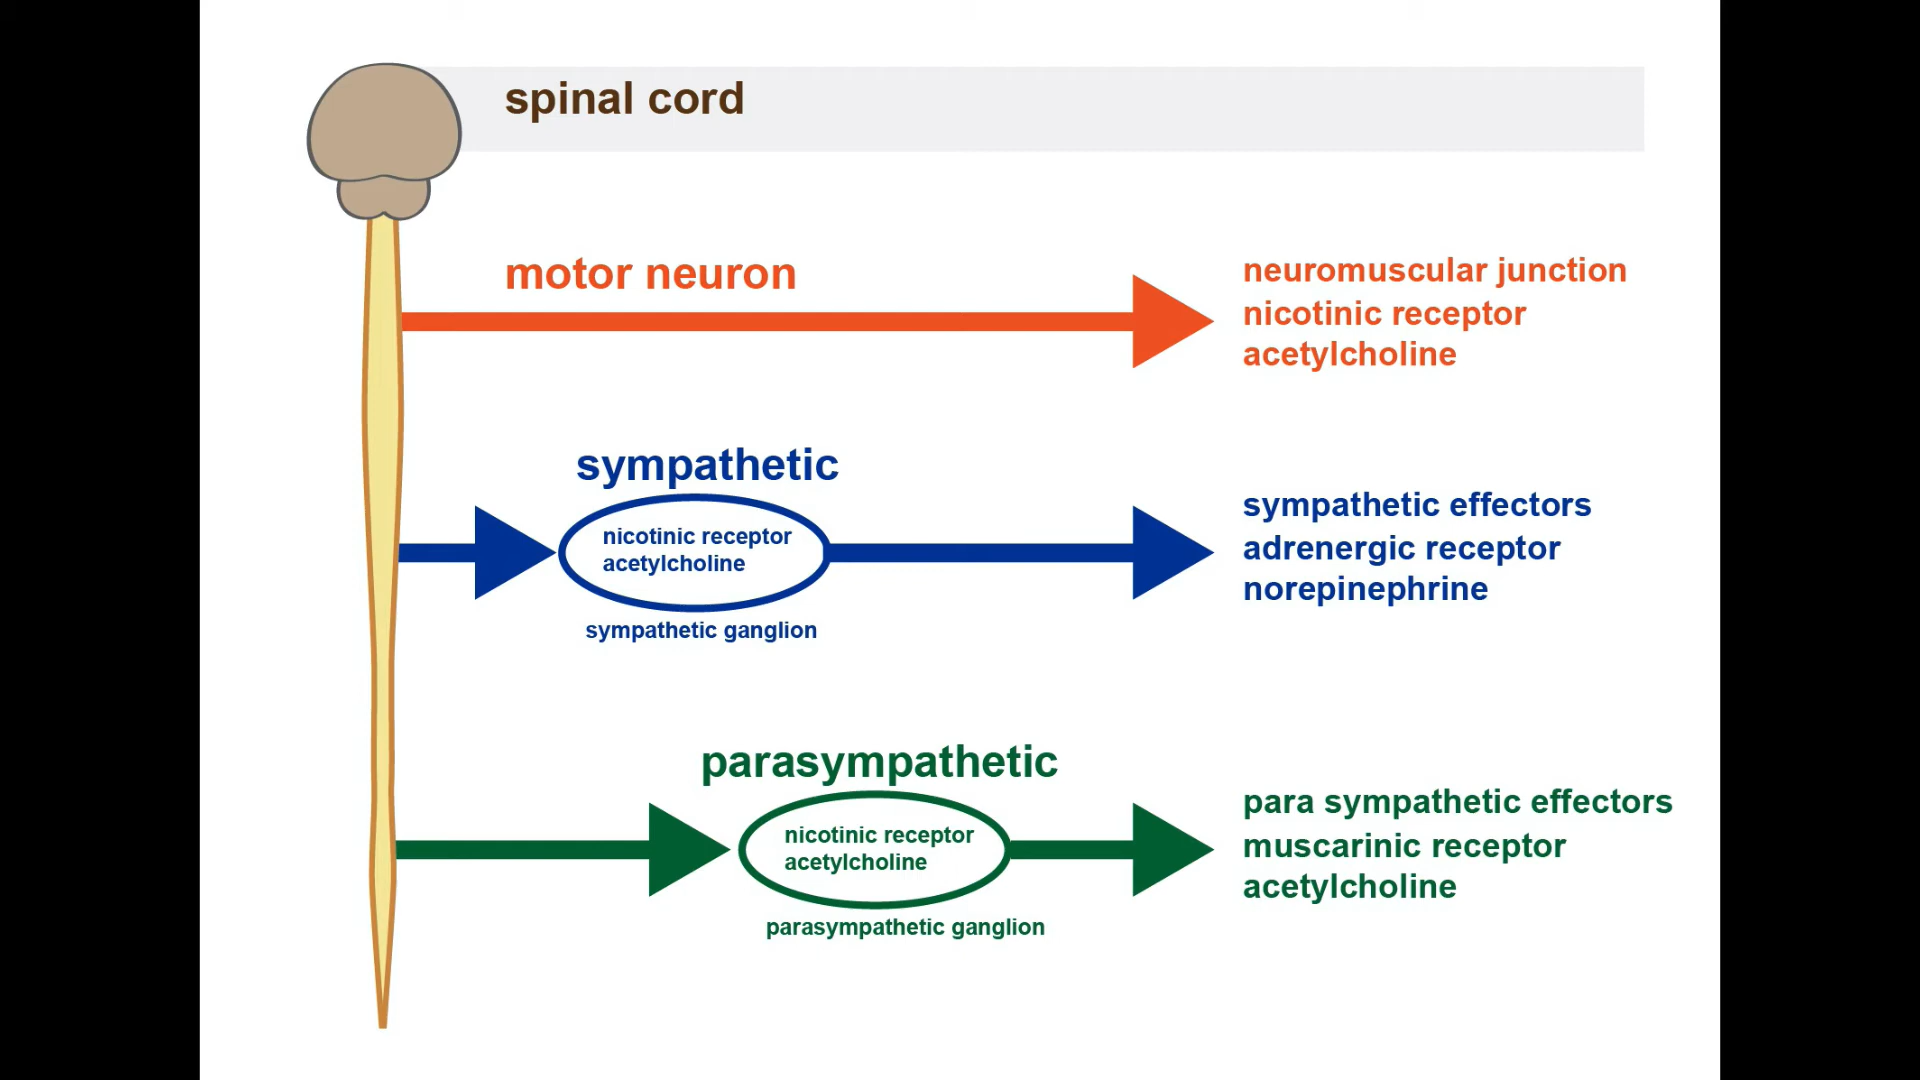 spinal cord
motor neuron
neuromuscular junction
nicotinic receptor
acetylcholine
sympathetic
nicotinic receptor
acetylcholine
sympathetic ganglion
sympathetic effectors
adrenergic receptor
norepinephrine
parasympathetic
nicotinic receptor
acetylcholine
parasympathetic ganglion
para sympathetic effectors
muscarinic receptor
acetylcholine